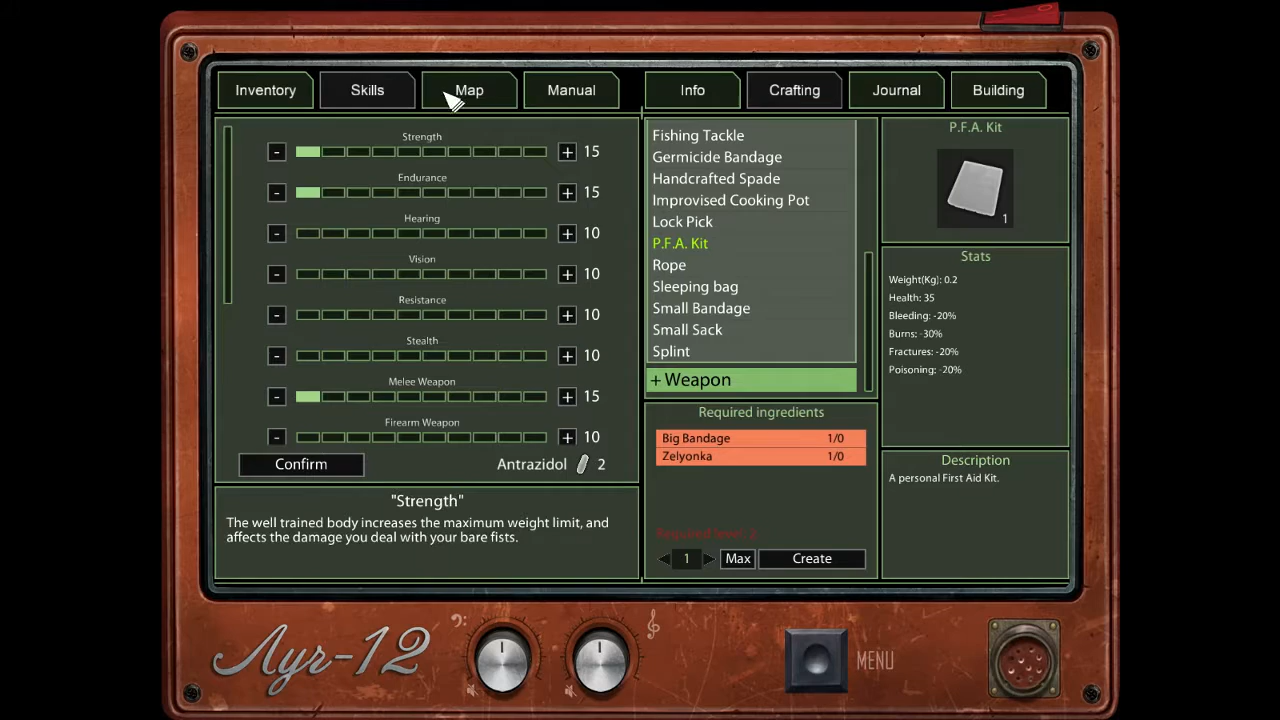 Inventory
Skills
Map
Manual
Info
Crafting
Journal
Building
Strength
- + 15
Endurance
- + 15
Hearing
- + 10
Vision
- + 10
Resistance
- + 10
Stealth
- + 10
Melee Weapon
- + 15
Firearm Weapon
- + 10
Confirm
Antrazidol 2
"Strength"
The well trained body increases the maximum weight limit, and
affects the damage you deal with your bare fists.
Fishing Tackle
Germicide Bandage
Handcrafted Spade
Improvised Cooking Pot
Lock Pick
P.F.A. Kit
Rope
Sleeping bag
Small Bandage
Small Sack
Splint
+ Weapon
Required ingredients
Big Bandage 1/0
Zelyonka 1/0
Required level: 2
1 Max Create
P.F.A. Kit
1
Stats
Weight(Kg): 0.2
Health: 35
Bleeding: -20%
Burns: -30%
Fractures: -20%
Poisoning: -20%
Description
A personal First Aid Kit.
Луч-12
MENU